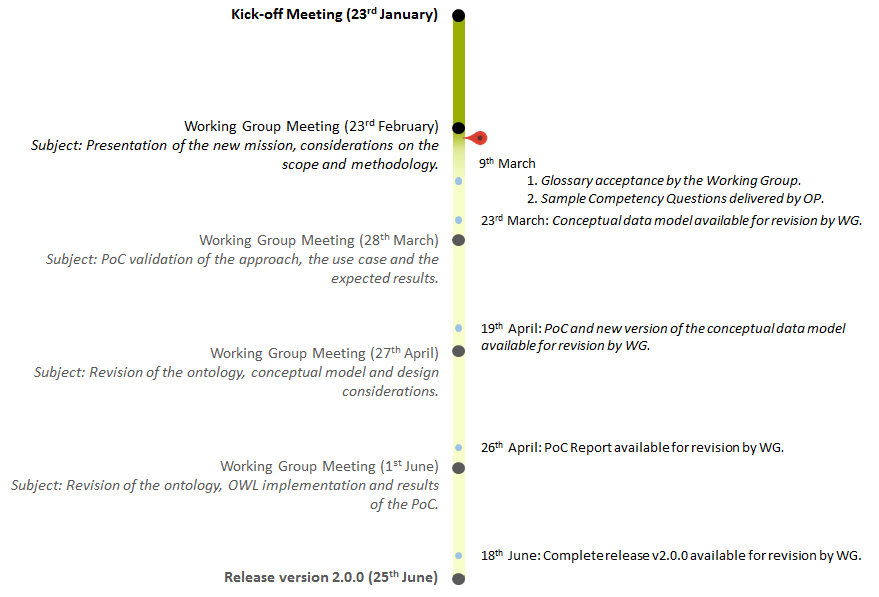 Kick-off Meeting (23rd January)
Working Group Meeting (23rd February)
Subject: Presentation of the new mission, considerations on the
scope and methodology.
9th March
1. Glossary acceptance by the Working Group.
2. Sample Competency Questions delivered by OP.
23rd March: Conceptual data model available for revision by WG.
Working Group Meeting (28th March)
Subject: PoC validation of the approach, the use case and the
expected results.
19th April: PoC and new version of the conceptual data model
available for revision by WG.
Working Group Meeting (27th April)
Subject: Revision of the ontology, conceptual model and design
considerations.
26th April: PoC Report available for revision by WG.
Working Group Meeting (1st June)
Subject: Revision of the ontology, OWL implementation and results
of the PoC.
18th June: Complete release v2.0.0 available for revision by WG.
Release version 2.0.0 (25th June)